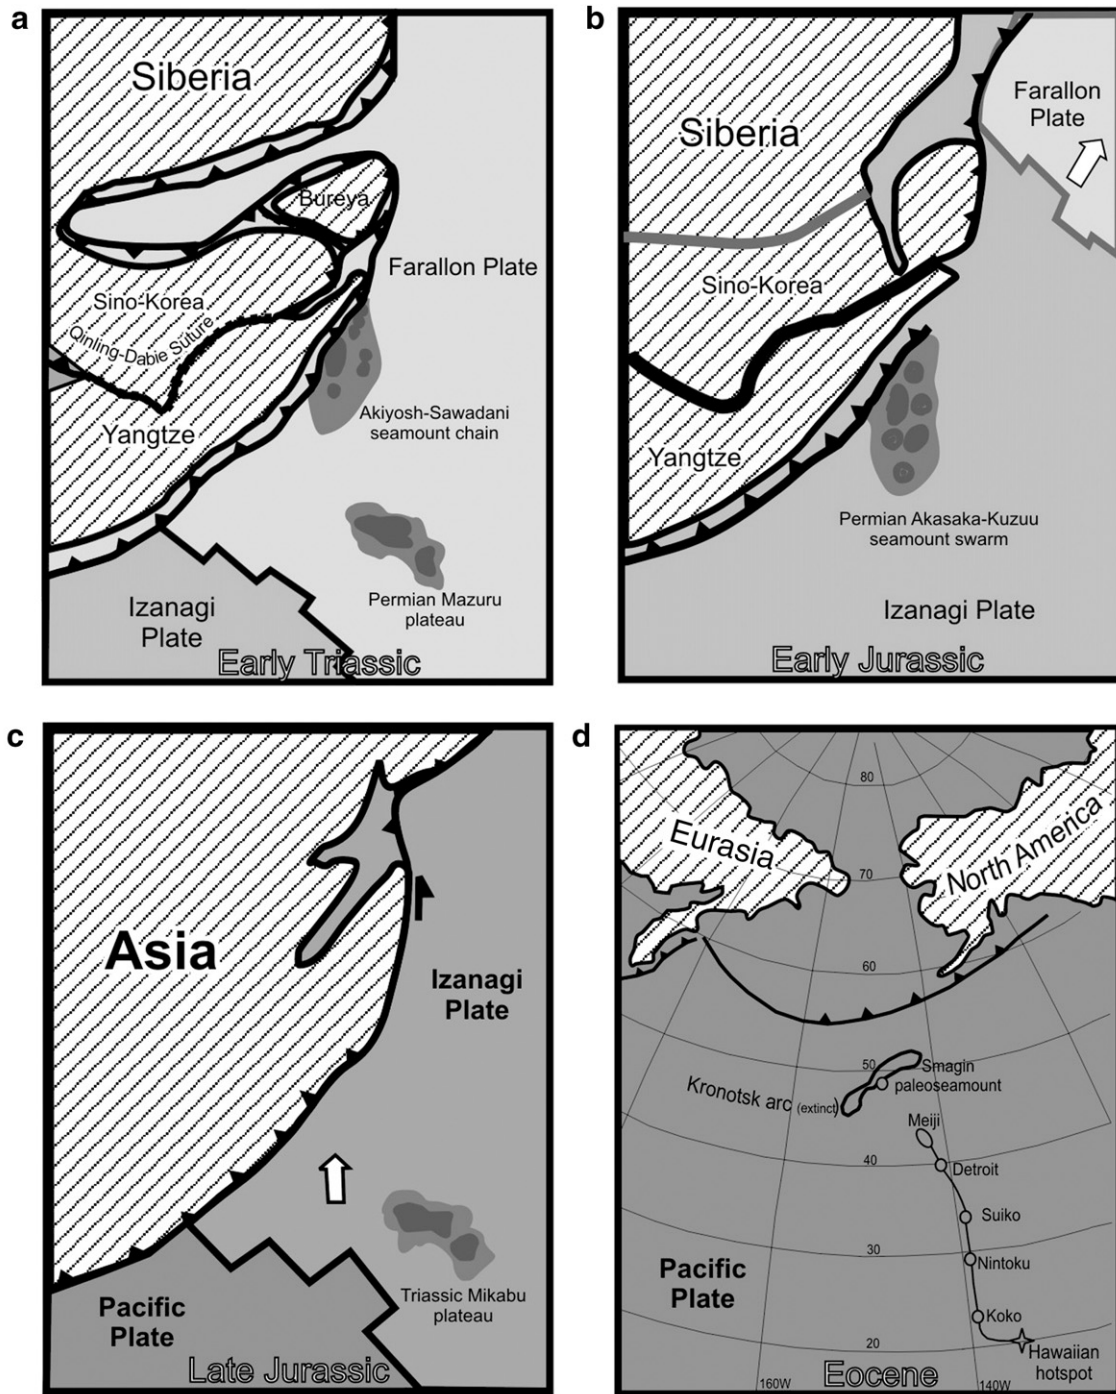 a
Siberia
Bureya
Farallon Plate
Sino-Korea
Qinling-Dabie Suture
Akiyosh-Sawadani
seamount chain
Yangtze
Permian Mazuru
plateau
Izanagi
Plate
Early Triassic
b
Farallon
Plate
Siberia
Sino-Korea
Yangtze
Permian Akasaka-Kuzuu
seamount swarm
Izanagi Plate
Early Jurassic
c
Asia
Izanagi
Plate
Triassic Mikabu
plateau
Pacific
Plate
Late Jurassic
d
80
Eurasia
North America
70
60
50
Smagin
paleoseamount
Kronotsk arc (extinct)
Meiji
40
Detroit
Suiko
30
Nintoku
Pacific
Plate
Koko
20
Hawaiian
hotspot
Eocene
160W
140W